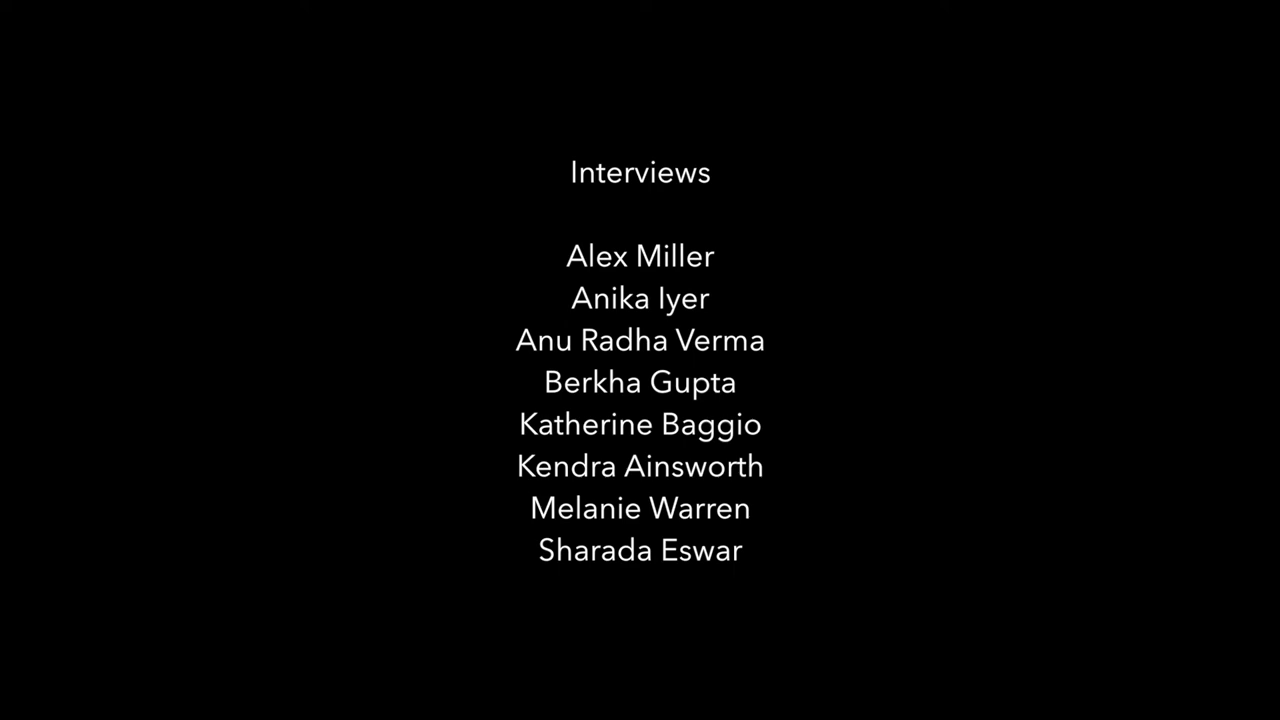 Interviews
Alex Miller
Anika Iyer
Anu Radha Verma
Berkha Gupta
Katherine Baggio
Kendra Ainsworth
Melanie Warren
Sharada Eswar